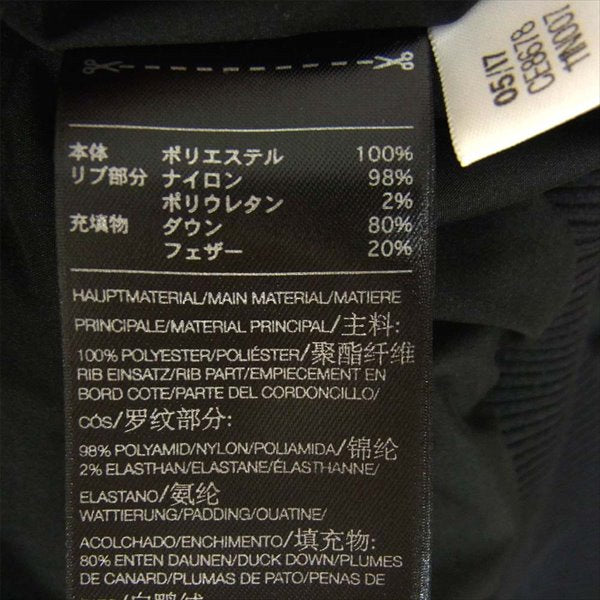 本体 ポリエステル 100%
リブ部分 ナイロン 98%
ポリウレタン 2%
充填物 ダウン 80%
フェザー 20%
HAUPTMATERIAL/MAIN MATERIAL/MATIERE
PRINCIPALE/MATERIAL PRINCIPAL/主料:
100% POLYESTER/POLIÉSTER/聚酯纤维
RIB EINSATZ/RIB PART/EMPIECEMENT EN
BORD COTE/PARTE DEL CORDONCILLO/
CÓS/罗纹部分:
98% POLYAMID/NYLON/POLIAMIDA/锦纶
2% ELASTHAN/ELASTANE/ÉLASTHANNE/
ELASTANO/氨纶
WATTIERUNG/PADDING/OUATINE/
ACOLCHADO/ENCHIMENTO/填充物:
80% ENTEN DAUNEN/DUCK DOWN/PLUMES
DE CANARD/PLUMAS DE PATO/PENAS DE
05/17
CE8678